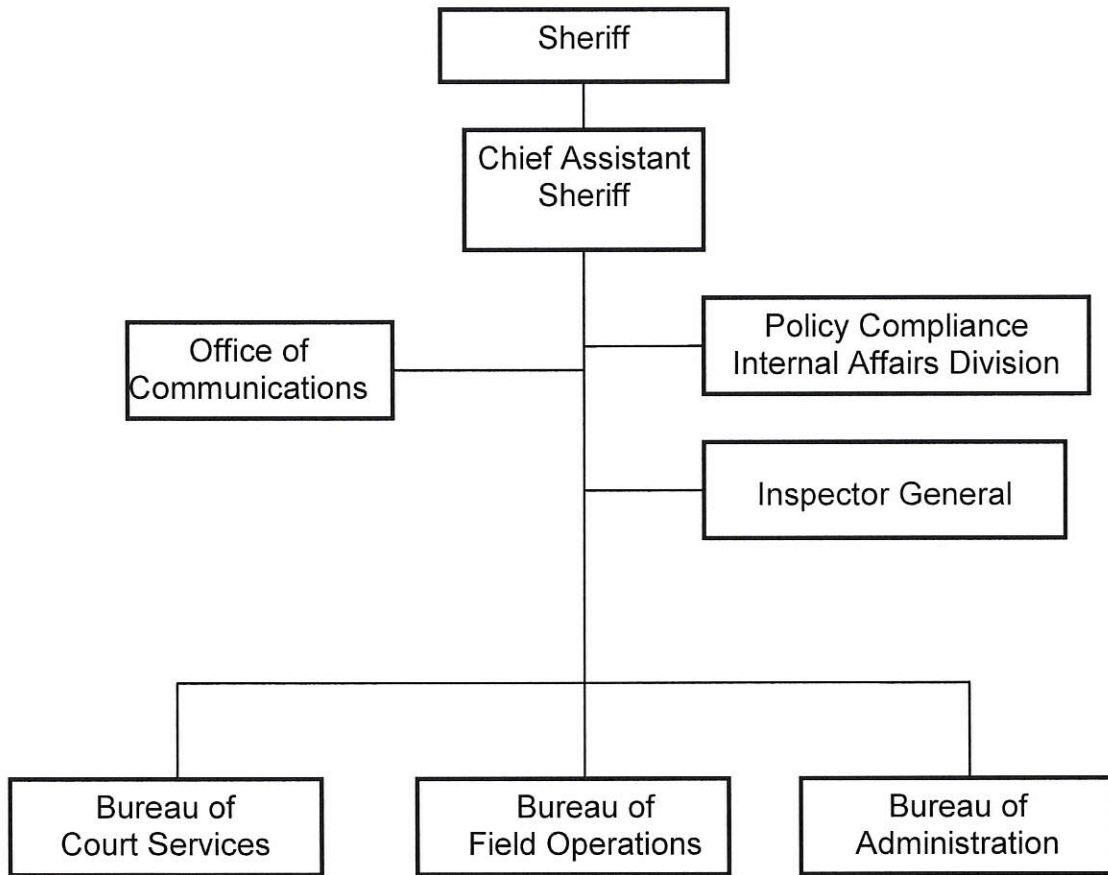 Sheriff
Chief Assistant
Sheriff
Office of
Communications
Policy Compliance
Internal Affairs Division
Inspector General
Bureau of
Court Services
Bureau of
Field Operations
Bureau of
Administration